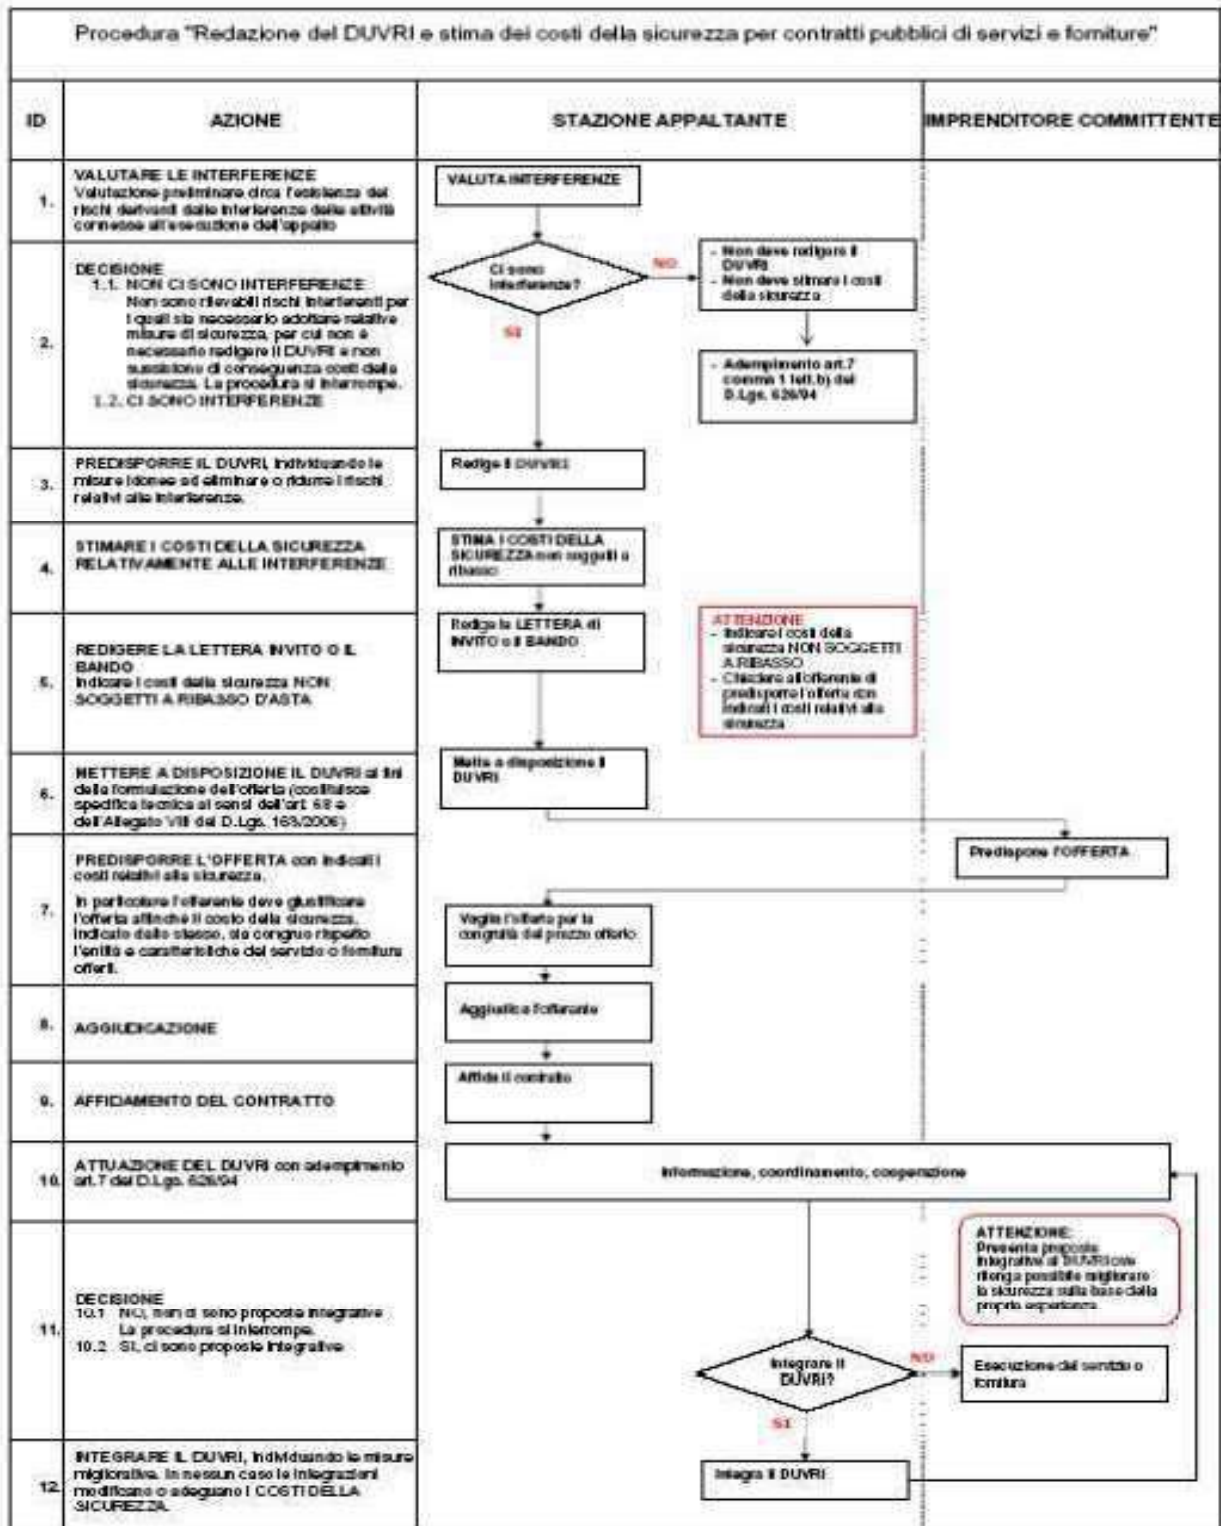 Procedura "Redazione del DUVRI e stima dei costi della sicurezza per contratti pubblici di servizi e forniture"
ID
AZIONE
STAZIONE APPALTANTE
IMPRENDITORE COMMITTENTE
1.
VALUTARE LE INTERFERENZE
Valutazione preliminare circa l'esistenza dei
rischi derivanti dalle interferenze delle attività
connesse all'esecuzione dell'appalto
VALUTA INTERFERENZE
2.
DECISIONE
1.1. NON CI SONO INTERFERENZE
Non sono rilevabili rischi interferenti per
i quali sia necessario adottare relative
misure di sicurezza, per cui non è
necessario redigere il DUVRI e non
sussistono di conseguenza costi della
sicurezza. La procedura si interrompe.
1.2. CI SONO INTERFERENZE
Ci sono
interferenze?
NO
SI
- Non deve redigere il
DUVRI
- Non deve stimare i costi
della sicurezza
- Adempimento art.7
comma 1 lett.b) del
D.Lgs. 626/94
3.
PREDISPORRE IL DUVRI, individuando le
misure idonee ad eliminare o ridurre i rischi
relativi alle interferenze.
Redige il DUVRI
4.
STIMARE I COSTI DELLA SICUREZZA
RELATIVAMENTE ALLE INTERFERENZE
STIMA I COSTI DELLA
SICUREZZA non soggetti a
ribasso
5.
REDIGERE LA LETTERA INVITO O IL
BANDO
Indicare i costi della sicurezza NON
SOGGETTI A RIBASSO D'ASTA
Redige la LETTERA di
INVITO o il BANDO
ATTENZIONE
- Indicare i costi della
sicurezza NON SOGGETTI
A RIBASSO
- Chiedere all'offerente di
predisporre l'offerta con
indicati i costi relativi alla
sicurezza
6.
METTERE A DISPOSIZIONE IL DUVRI ai fini
della formulazione dell'offerta (costituisce
specifica tecnica ai sensi dell'art. 68 e
dell'Allegato VIII del D.Lgs. 163/2006)
Mette a disposizione il
DUVRI
7.
PREDISPORRE L'OFFERTA con indicati i
costi relativi alla sicurezza.
In particolare l'offerente deve giustificare
l'offerta affinché il costo della sicurezza,
indicato dallo stesso, sia congruo rispetto
l'entità e caratteristiche del servizio o fornitura
offerti.
Predispone l'OFFERTA
Vaglia l'offerta per la
congruità del prezzo offerto
8.
AGGIUDICAZIONE
Aggiudica l'offerente
9.
AFFIDAMENTO DEL CONTRATTO
Affida il contratto
10.
ATTUAZIONE DEL DUVRI con adempimento
art.7 del D.Lgs. 626/94
Informazione, coordinamento, cooperazione
11.
DECISIONE
10.1 NO, non ci sono proposte integrative
La procedura si interrompe.
10.2 SI, ci sono proposte integrative
ATTENZIONE:
Presenta proposte
integrative al DUVRI ove
ritenga possibile migliorare
la sicurezza sulla base della
propria esperienza
Integrare il
DUVRI?
NO
SI
Esecuzione del servizio o
fornitura
12.
INTEGRARE IL DUVRI, individuando le misure
migliorative. In nessun caso le integrazioni
modificano o adeguano i COSTI DELLA
SICUREZZA.
Integra il DUVRI